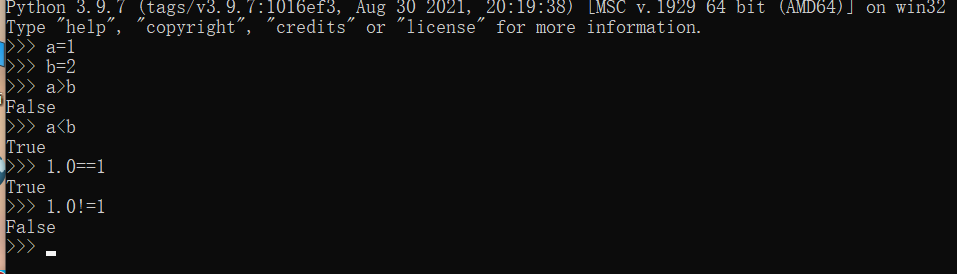 Python 3.9.7 (tags/v3.9.7:1016ef3, Aug 30 2021, 20:19:38) [MSC v.1929 64 bit (AMD64)] on win32
Type "help", "copyright", "credits" or "license" for more information.
>>> a=1
>>> b=2
>>> a>b
False
>>> a<b
True
>>> 1.0==1
True
>>> 1.0!=1
False
>>>